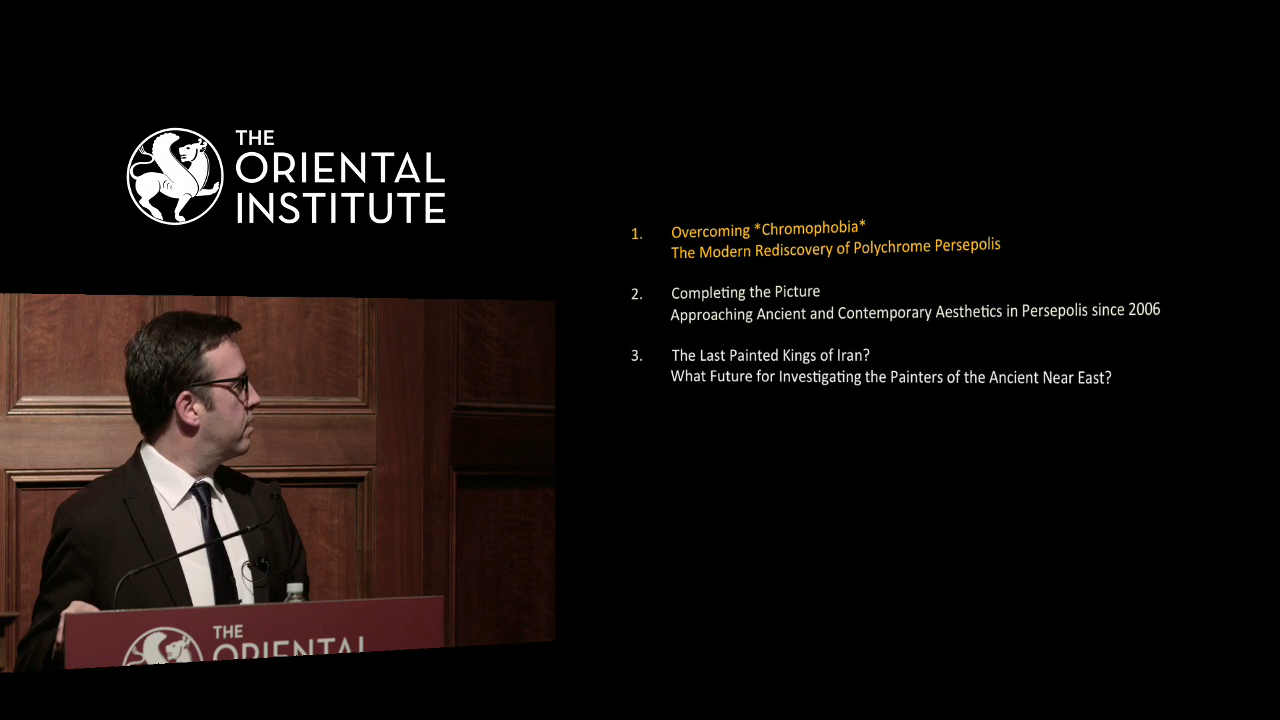 THE
ORIENTAL
INSTITUTE
1. Overcoming *Chromophobia*
The Modern Rediscovery of Polychrome Persepolis
2. Completing the Picture
Approaching Ancient and Contemporary Aesthetics in Persepolis since 2006
3. The Last Painted Kings of Iran?
What Future for Investigating the Painters of the Ancient Near East?
THE
ORIENTAL